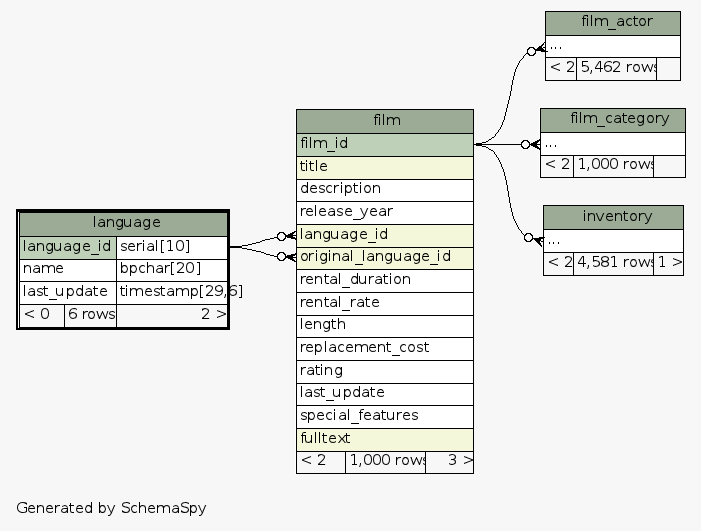 film_actor
...
< 2 5,462 rows
film_category
...
< 2 1,000 rows
inventory
...
< 2 4,581 rows 1 >
film
film_id
title
description
release_year
language_id
original_language_id
rental_duration
rental_rate
length
replacement_cost
rating
last_update
special_features
fulltext
< 2 1,000 rows 3 >
language
language_id serial[10]
name bpchar[20]
last_update timestamp[29,6]
< 0 6 rows 2 >
Generated by SchemaSpy